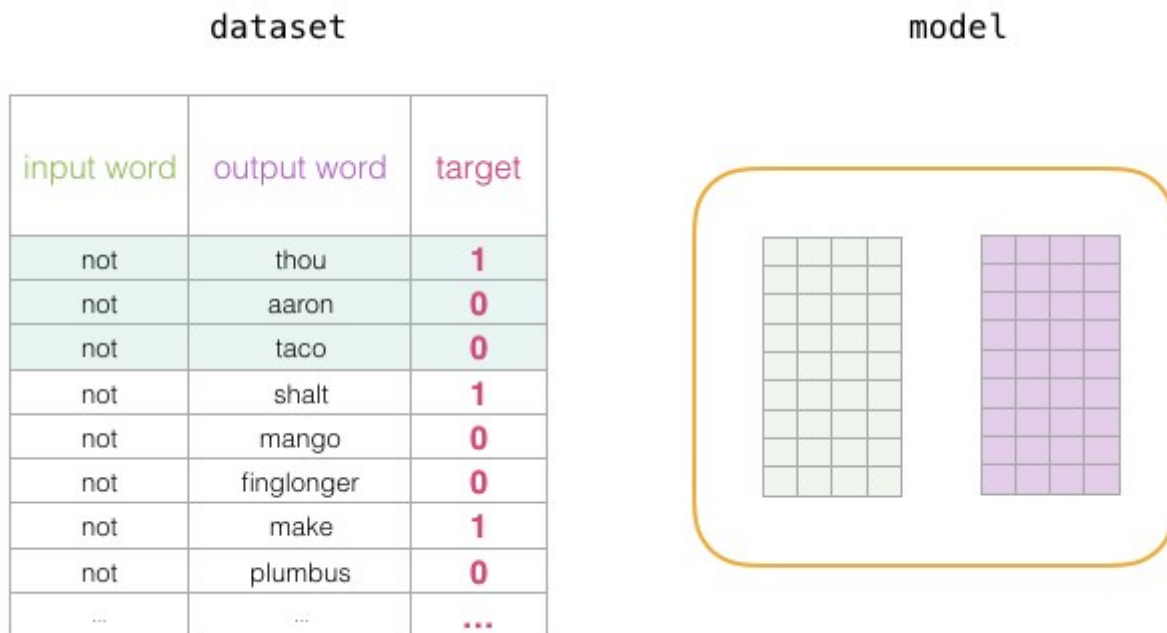 dataset model
input word output word target
not thou 1
not aaron 0
not taco 0
not shalt 1
not mango 0
not finglonger 0
not make 1
not plumbus 0
... ... ...